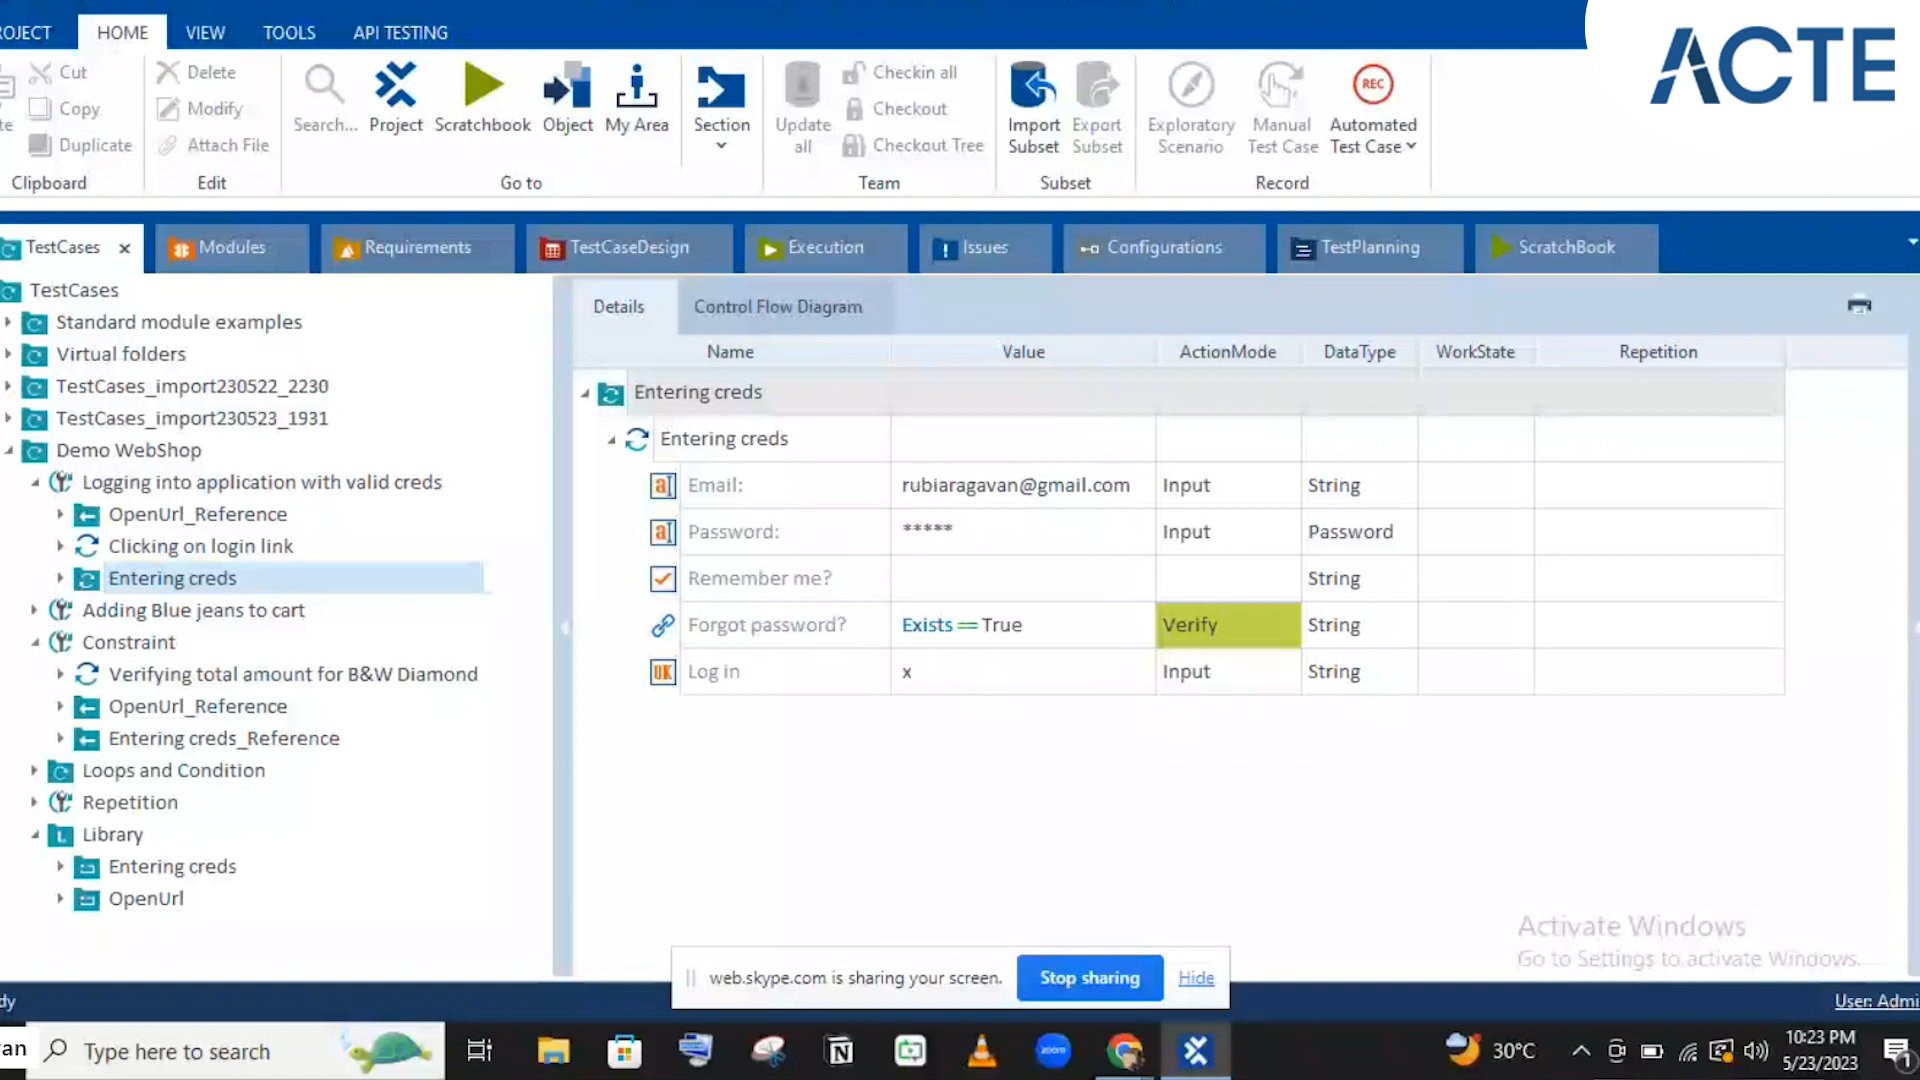 ROJECT HOME VIEW TOOLS API TESTING
ACTE
Cut
Copy
Duplicate
Clipboard
Delete
Modify
Attach File
Edit
Search... Project Scratchbook Object My Area Section
Go to
Update all
Checkin all
Checkout
Checkout Tree
Team
Import Subset
Export Subset
Subset
Exploratory Scenario
Manual Test Case
REC
Automated Test Case
Record
TestCases Modules Requirements TestCaseDesign Execution Issues Configurations TestPlanning ScratchBook
TestCases
Standard module examples
Virtual folders
TestCases_import230522_2230
TestCases_import230523_1931
Demo WebShop
Logging into application with valid creds
OpenUrl_Reference
Clicking on login link
Entering creds
Adding Blue jeans to cart
Constraint
Verifying total amount for B&W Diamond
OpenUrl_Reference
Entering creds_Reference
Loops and Condition
Repetition
Library
Entering creds
OpenUrl
Details Control Flow Diagram
Name Value ActionMode DataType WorkState Repetition
Entering creds
Entering creds
Email: rubiaragavan@gmail.com Input String
Password: ***** Input Password
Remember me? String
Forgot password? Exists == True Verify String
OK Log in x Input String
Activate Windows
Go to Settings to activate Windows.
web.skype.com is sharing your screen. Stop sharing Hide
dy
User: Admi
van
Type here to search
zoom
30°C
10:23 PM
5/23/2023
1